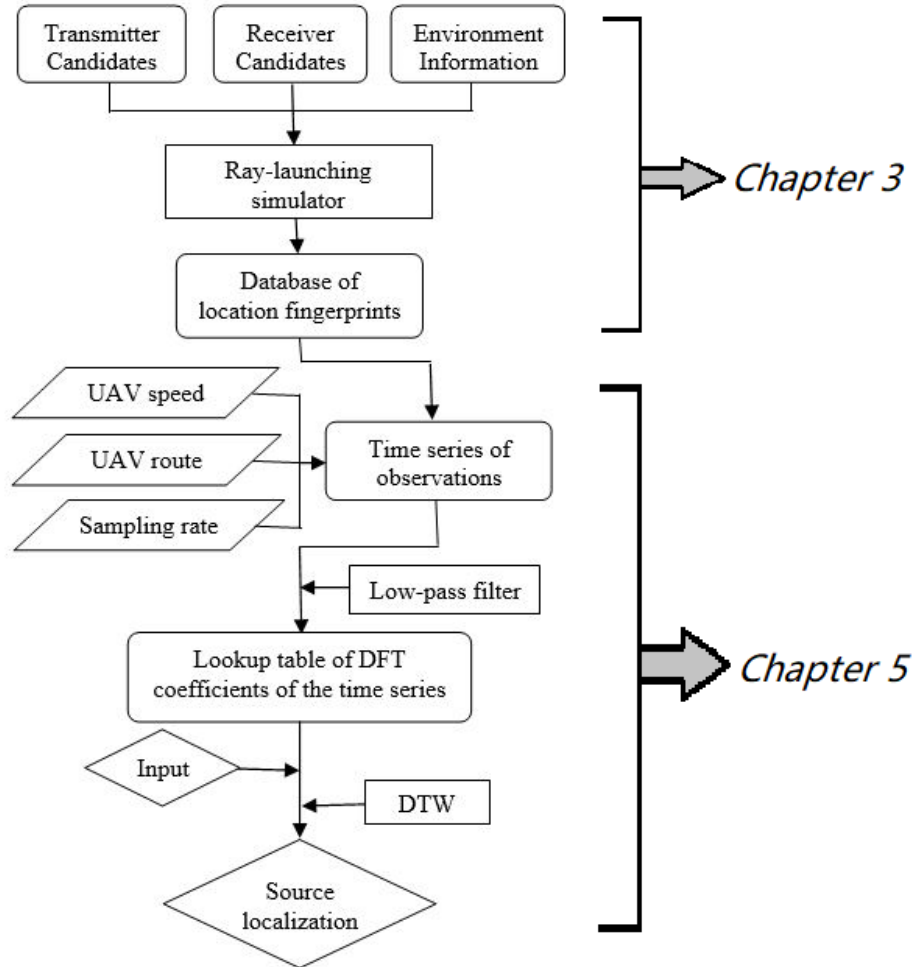 Transmitter
Candidates
Receiver
Candidates
Environment
Information
Ray-launching
simulator
Chapter 3
Database of
location fingerprints
UAV speed
UAV route
Sampling rate
Time series of
observations
Low-pass filter
Lookup table of DFT
coefficients of the time series
Chapter 5
Input
DTW
Source
localization